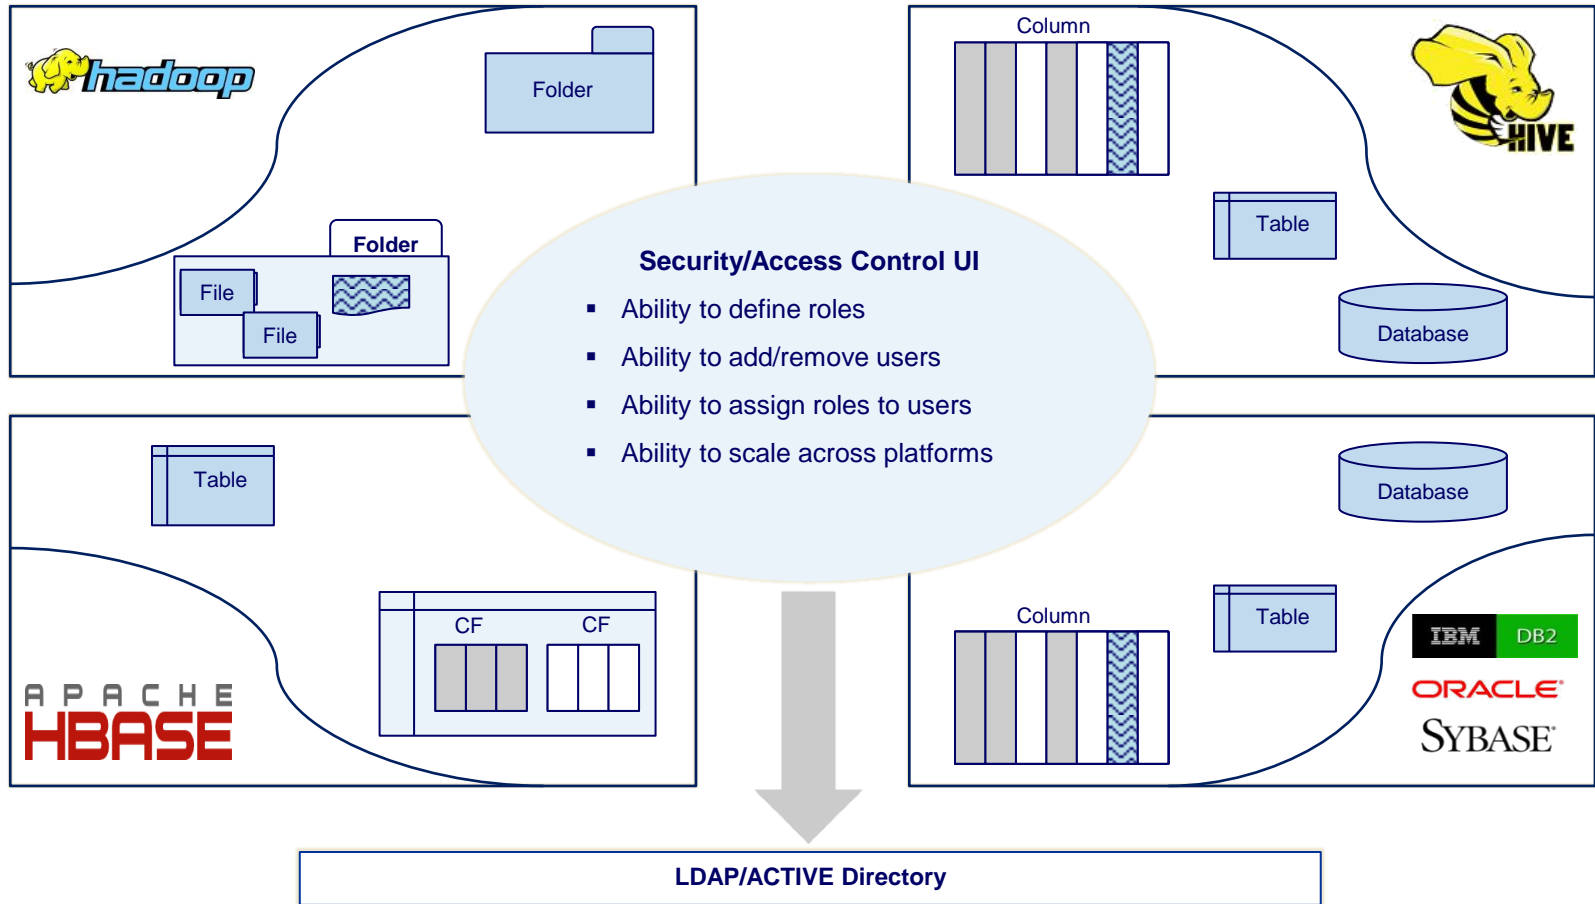 hadoop
Folder
Folder
File
File
Column
HIVE
Table
Database
Security/Access Control UI
▪ Ability to define roles
▪ Ability to add/remove users
▪ Ability to assign roles to users
▪ Ability to scale across platforms
Table
CF CF
APACHE
HBASE
Database
Column
Table
IBM DB2
ORACLE®
SYBASE®
LDAP/ACTIVE Directory